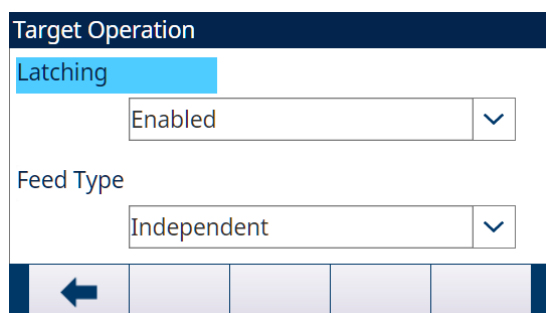 Target Operation
Latching
Enabled
Feed Type
Independent